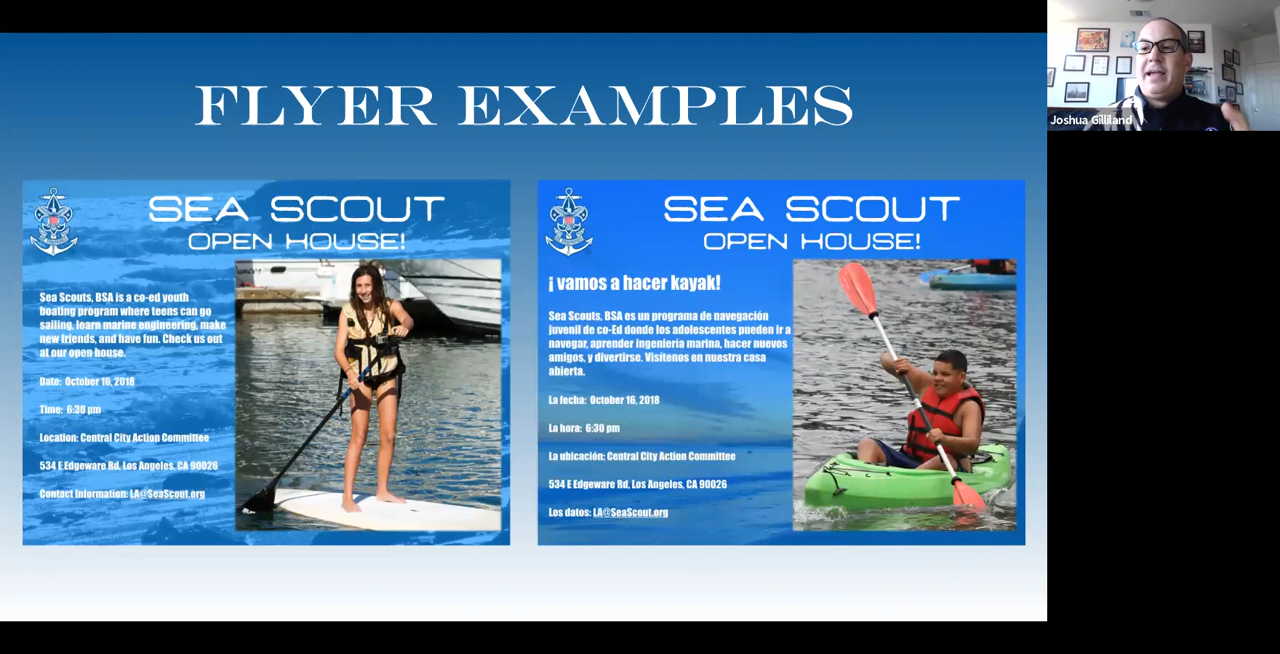 FLYER EXAMPLES
SEA SCOUT
OPEN HOUSE!
Sea Scouts, BSA is a co-ed youth
boating program where teens can go
sailing, learn marine engineering, make
new friends, and have fun. Check us out
at our open house.
Date: October 16, 2018
Time: 6:30 pm
Location: Central City Action Committee
534 E Edgeware Rd, Los Angeles, CA 90026
Contact Information: LA@SeaScout.org
SEA SCOUT
OPEN HOUSE!
¡ vamos a hacer kayak!
Sea Scouts, BSA es un programa de navegación
juvenil de co-Ed donde los adolescentes pueden ir a
navegar, aprender ingeniería marina, hacer nuevos
amigos, y divertirse. Visítenos en nuestra casa
abierta.
La fecha: October 16, 2018
La hora: 6:30 pm
La ubicación: Central City Action Committee
534 E Edgeware Rd, Los Angeles, CA 90026
Los datos: LA@SeaScout.org
Joshua Gilliland